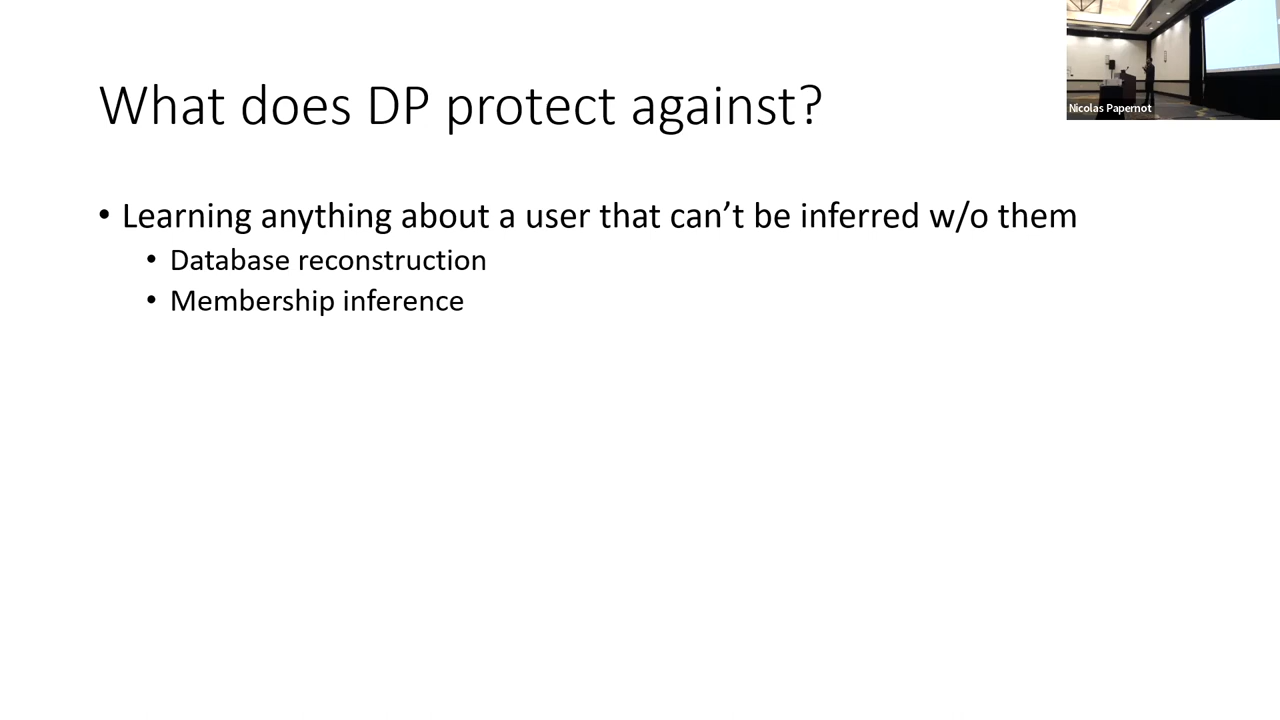 What does DP protect against?
• Learning anything about a user that can’t be inferred w/o them
• Database reconstruction
• Membership inference
Nicolas Papernot